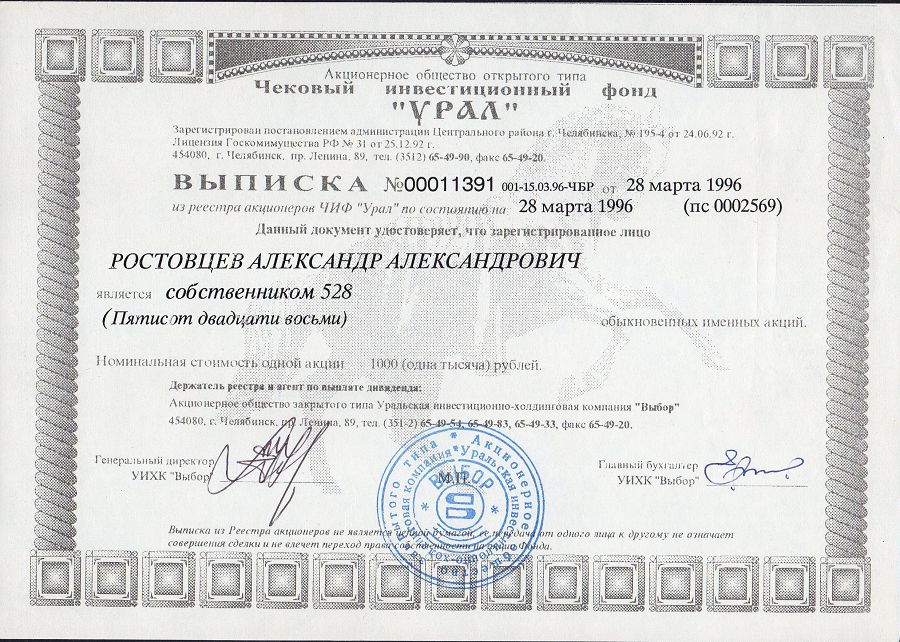 Акционерное общество открытого типа
Чековый инвестиционный фонд
"УРАЛ"
Зарегистрирован постановлением администрации Центрального района г. Челябинска, № 195-4 от 24.06.92 г.
Лицензия Госкомимущества РФ № 31 от 25.12.92 г.
454080, г. Челябинск, пр. Ленина, 89, тел. (3512) 65-49-90, факс 65-49-20.
ВЫПИСКА №00011391 001-15.03.96-ЧБР от 28 марта 1996
из реестра акционеров ЧИФ "Урал" по состоянию на 28 марта 1996 (пс 0002569)
Данный документ удостоверяет, что зарегистрированное лицо
РОСТОВЦЕВ АЛЕКСАНДР АЛЕКСАНДРОВИЧ
является собственником 528
(Пятисот двадцати восьми) обыкновенных именных акций.
Номинальная стоимость одной акции 1000 (одна тысяча) рублей.
Держатель реестра и агент по выплате дивиденда:
Акционерное общество закрытого типа Уральская инвестиционно-холдинговая компания "Выбор"
454080, г. Челябинск, пр. Ленина, 89, тел. (351-2) 65-49-54, 65-49-83, 65-49-33, факс 65-49-20.
Генеральный директор
УИХК "Выбор"
Главный бухгалтер
УИХК "Выбор"
М.П.
ВЫБОР
Выписка из Реестра акционеров не является ценной бумагой, ее передача от одного лица к другому не означает
совершения сделки и не влечет переход права собственности на акции Фонда.